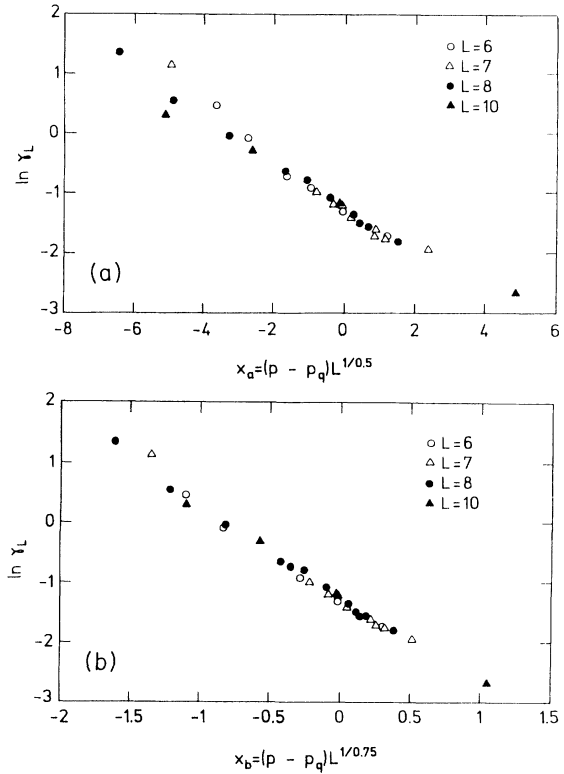 2
1
0
-1
-2
-3
ln γL
○ L=6
△ L=7
● L=8
▲ L=10
(a)
-8 -6 -4 -2 0 2 4 6
xa=(p - pq)L^1/0.5
2
1
0
-1
-2
-3
ln γL
○ L=6
△ L=7
● L=8
▲ L=10
(b)
-2 -1.5 -1 -0.5 0 0.5 1 1.5
xb=(p - pq)L^1/0.75